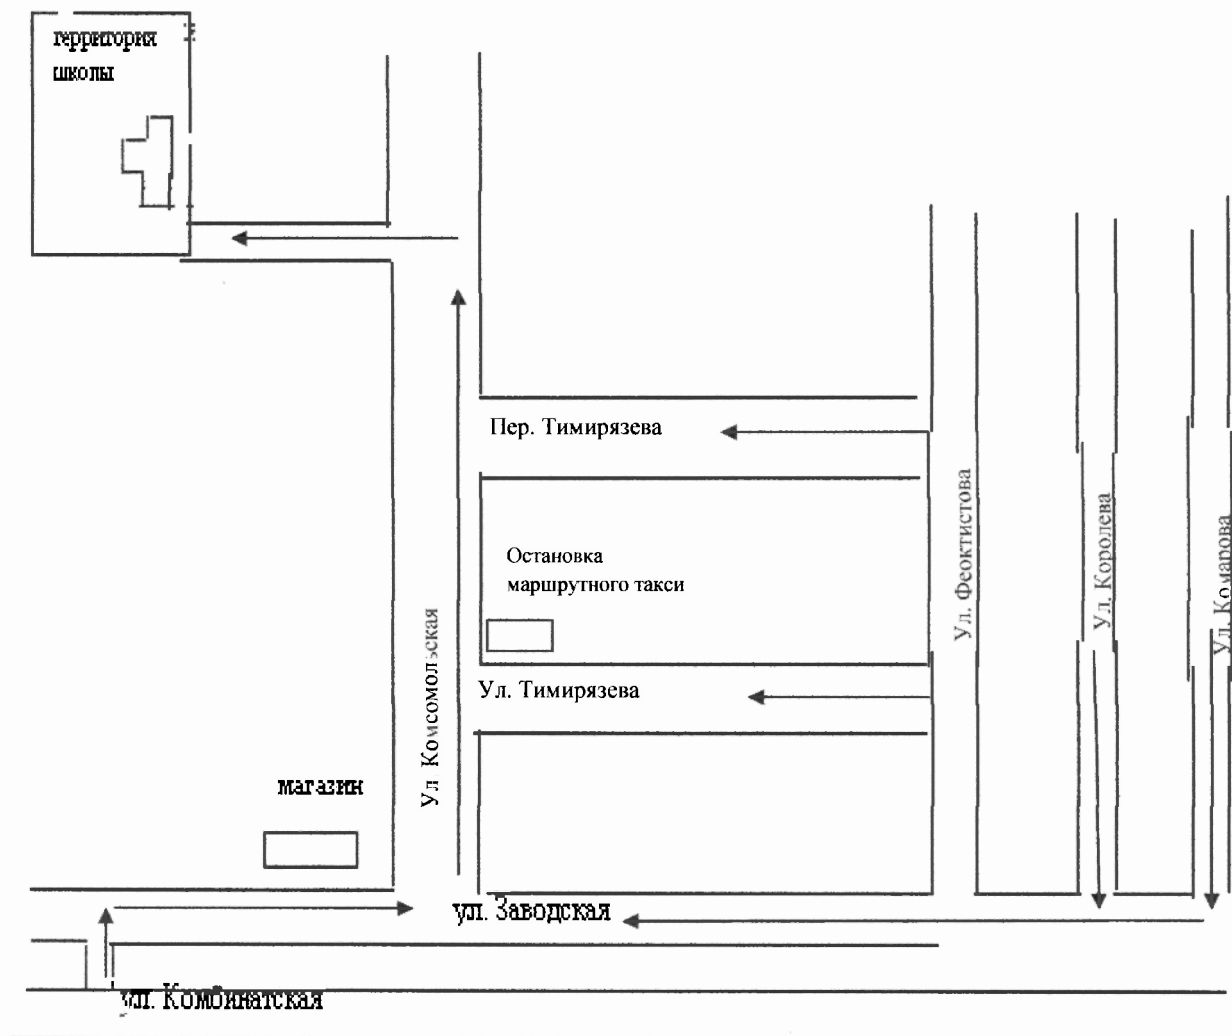 территория
школы
Пер. Тимирязева
Остановка
маршрутного такси
Ул. Феоктистова
Ул. Королева
Ул. Комарова
Ул Комсомольская
Ул. Тимирязева
магазин
ул. Заводская
ул. Комбинатская